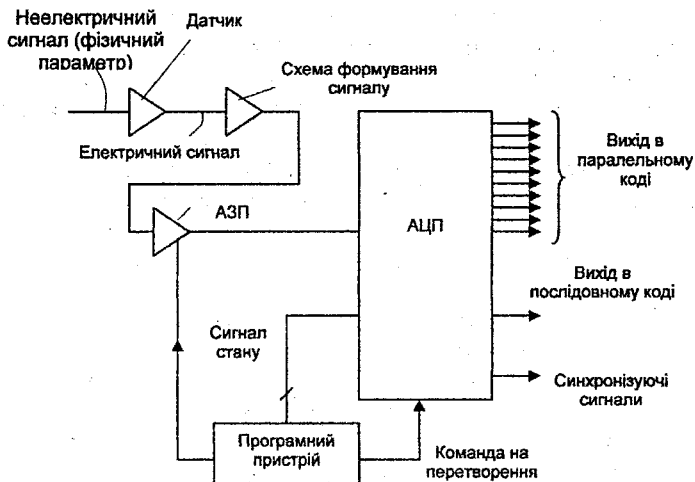 Неелектричний
сигнал (фізичний
параметр)
Датчик
Схема формування
сигналу
Електричний сигнал
АЗП
АЦП
Вихід в
паралельному
коді
Вихід в
послідовному коді
Сигнал
стану
Синхронізуючі
сигнали
Програмний
пристрій
Команда на
перетворення